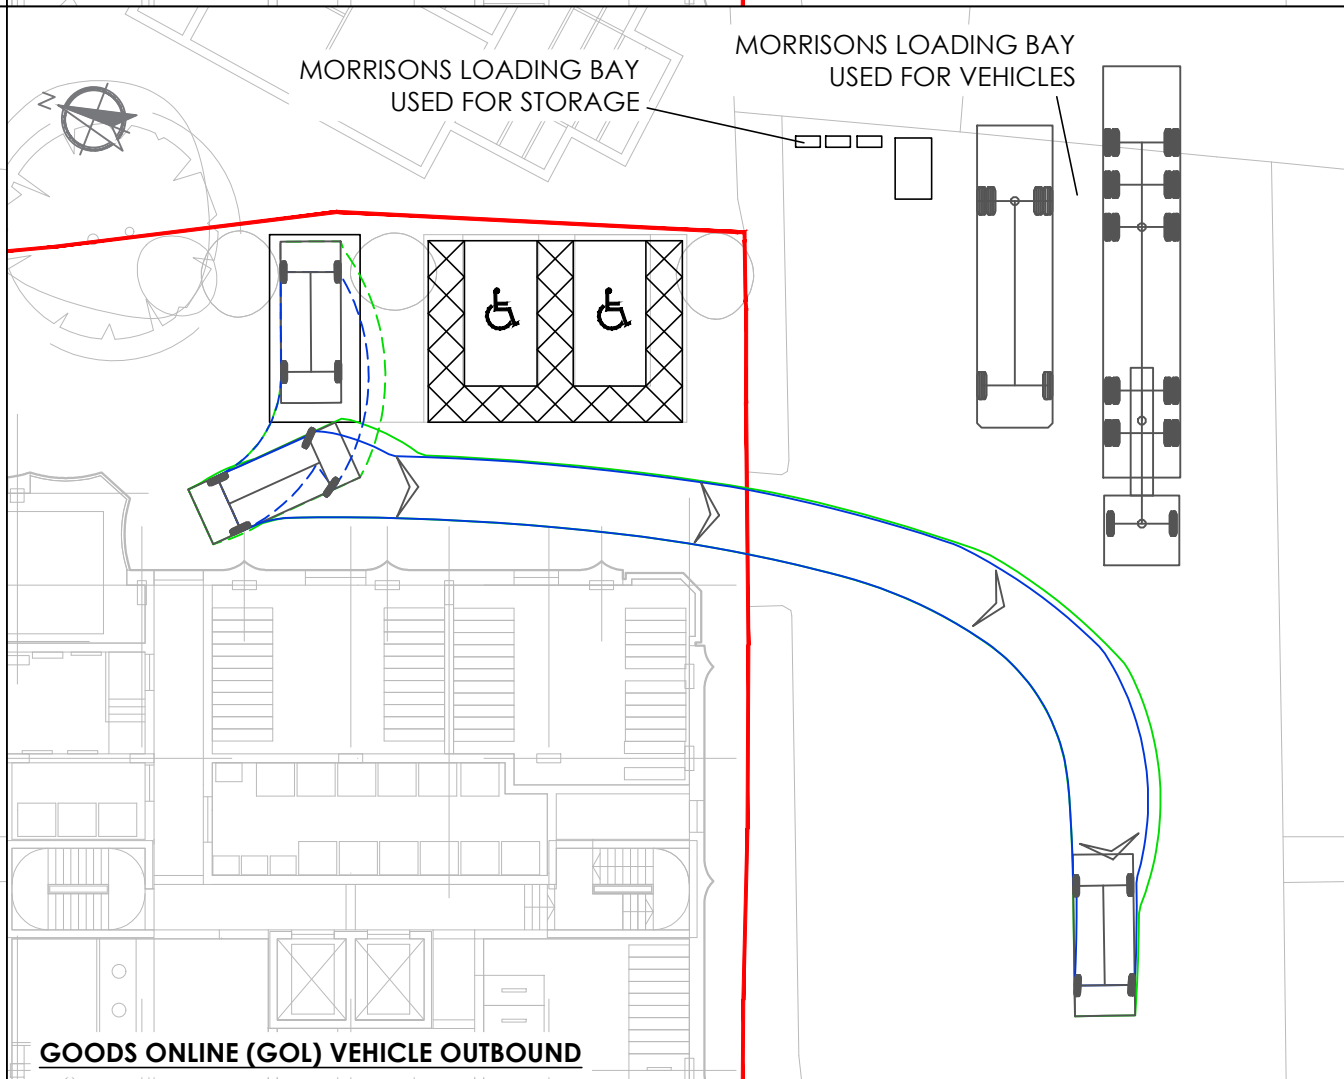 MORRISONS LOADING BAY
USED FOR STORAGE
MORRISONS LOADING BAY
USED FOR VEHICLES
N
GOODS ONLINE (GOL) VEHICLE OUTBOUND